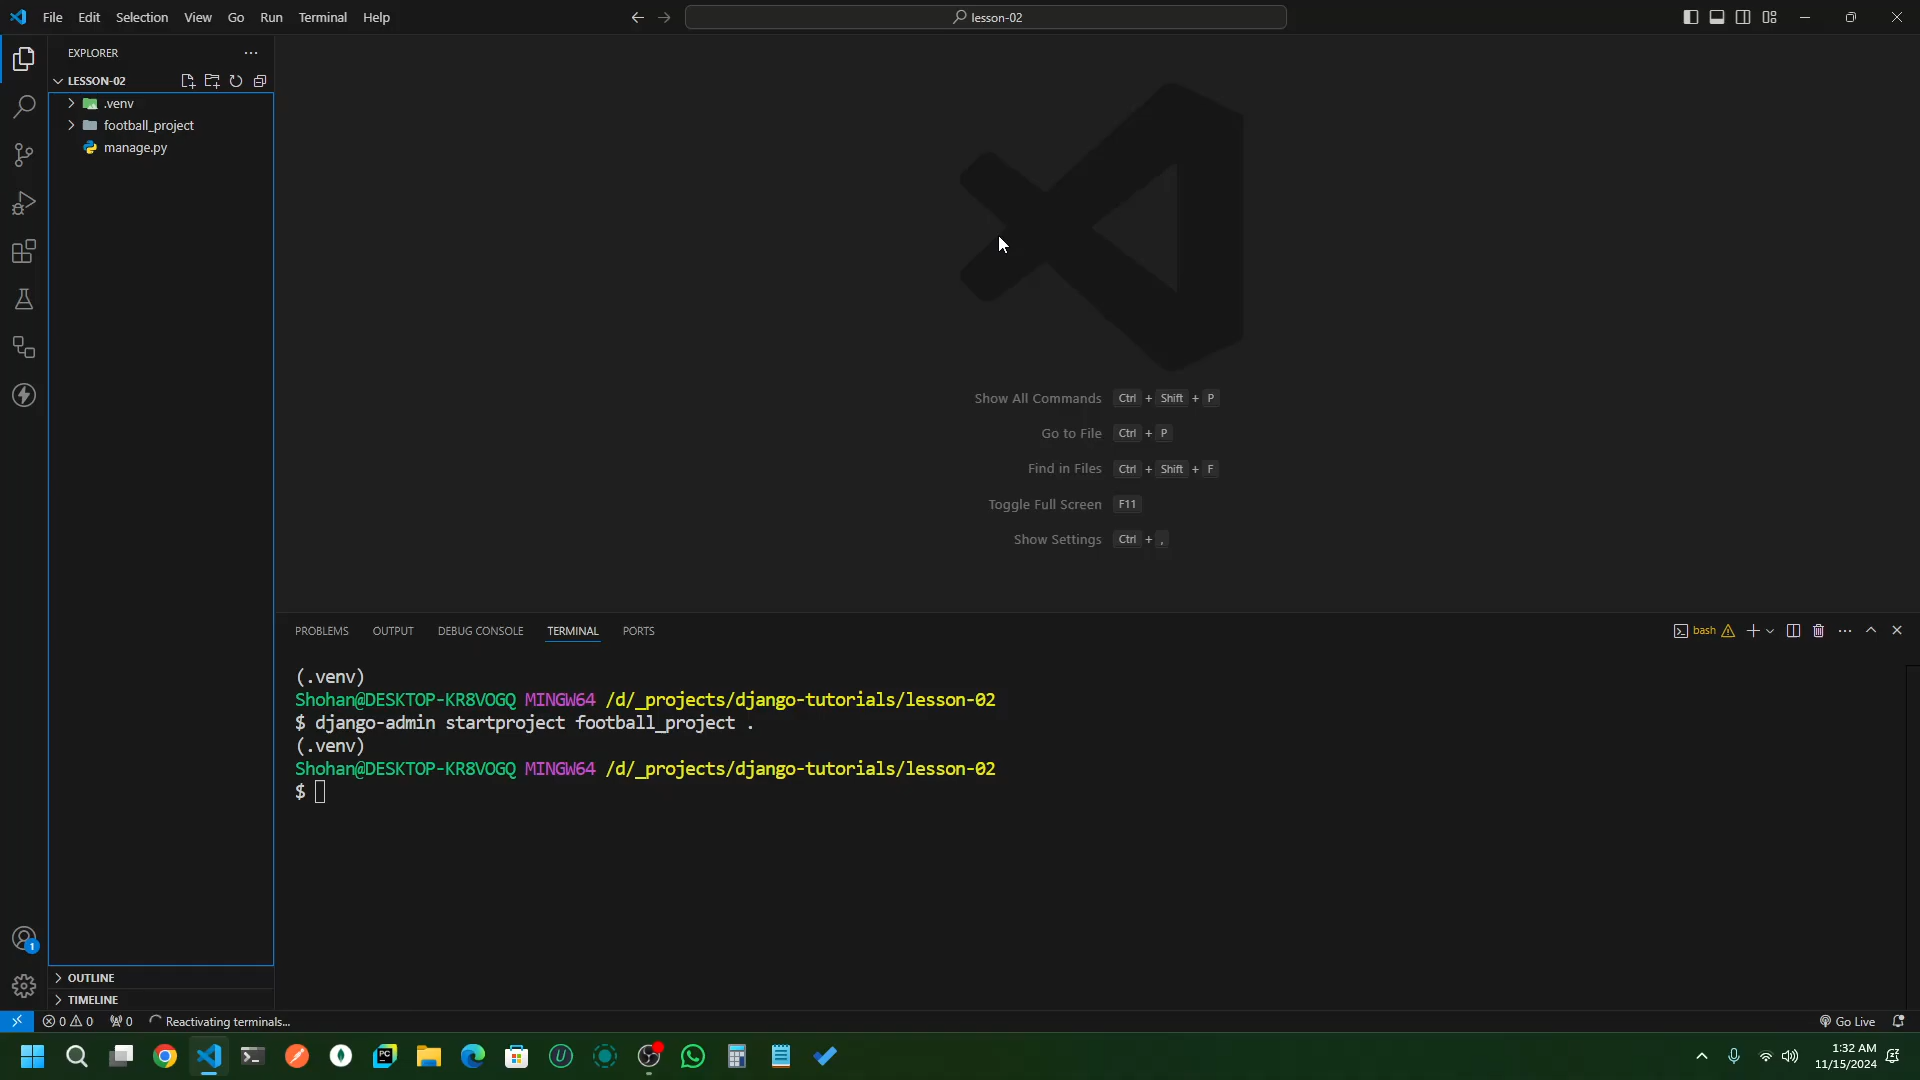 File Edit Selection View Go Run Terminal Help
lesson-02
EXPLORER
LESSON-02
.venv
football_project
manage.py
Show All Commands Ctrl + Shift + P
Go to File Ctrl + P
Find in Files Ctrl + Shift + F
Toggle Full Screen F11
Show Settings Ctrl + ,
PROBLEMS OUTPUT DEBUG CONSOLE TERMINAL PORTS
bash
(.venv)
Shohan@DESKTOP-KR8VOGQ MINGW64 /d/_projects/django-tutorials/lesson-02
$ django-admin startproject football_project .
(.venv)
Shohan@DESKTOP-KR8VOGQ MINGW64 /d/_projects/django-tutorials/lesson-02
$
1
OUTLINE
TIMELINE
0 0 0 Reactivating terminals...
Go Live
PC
U
1:32 AM
11/15/2024